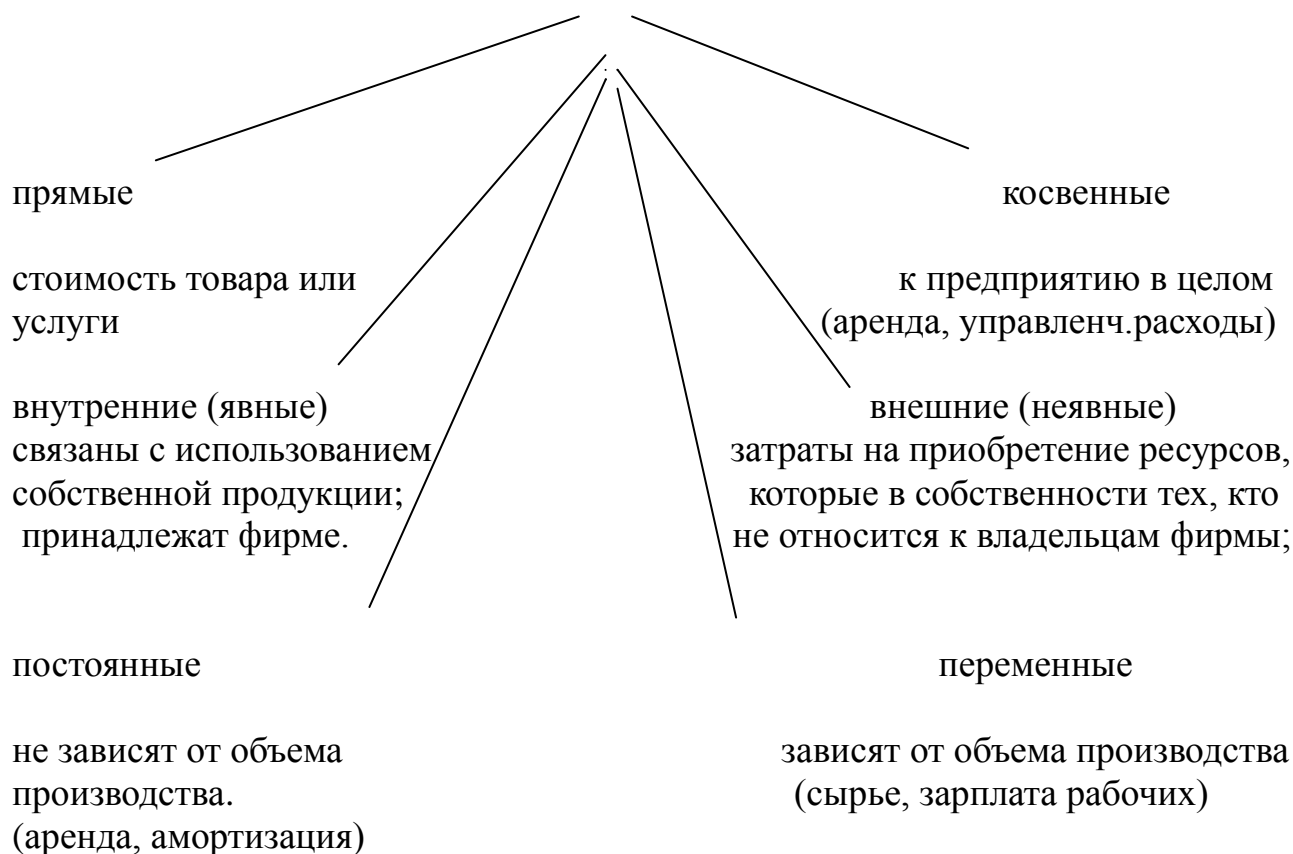 прямые
косвенные
стоимость товара или
услуги
к предприятию в целом
(аренда, управленч.расходы)
внутренние (явные)
связаны с использованием
собственной продукции;
принадлежат фирме.
внешние (неявные)
затраты на приобретение ресурсов,
которые в собственности тех, кто
не относится к владельцам фирмы;
постоянные
переменные
не зависят от объема
производства.
(аренда, амортизация)
зависят от объема производства
(сырье, зарплата рабочих)